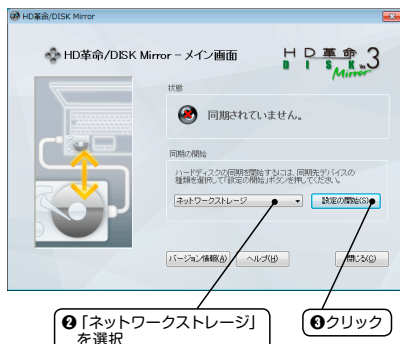 HD革命/DISK Mirror
HD革命/DISK Mirror − メイン画面
HD革命
DISK Ver.3
Mirror
状態
同期されていません。
同期の開始
ハードディスクの同期を開始するには、同期先デバイスの
種類を選択して「設定の開始」ボタンを押してください。
ネットワークストレージ
設定の開始(S)
バージョン情報(A)
ヘルプ(H)
閉じる(C)
❷「ネットワークストレージ」
を選択
❸クリック